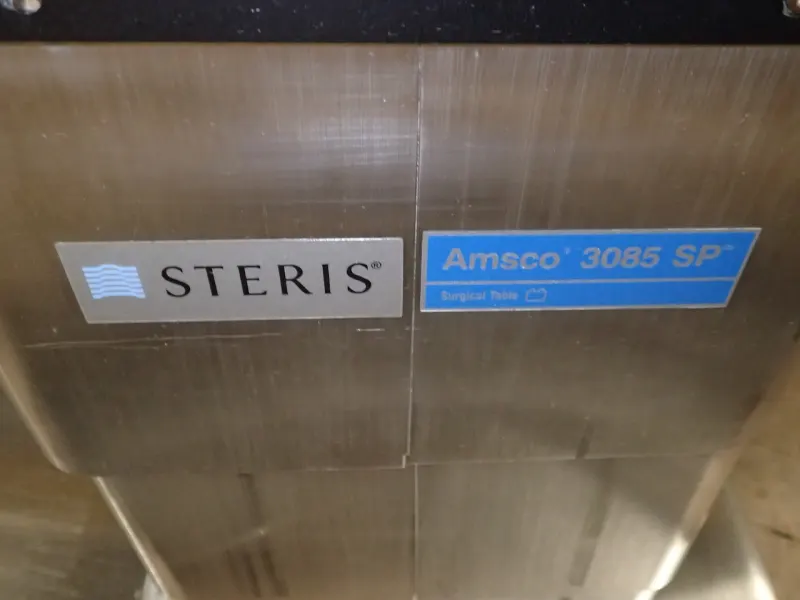 STERIS®
Amsco® 3085 SP™
Surgical Table